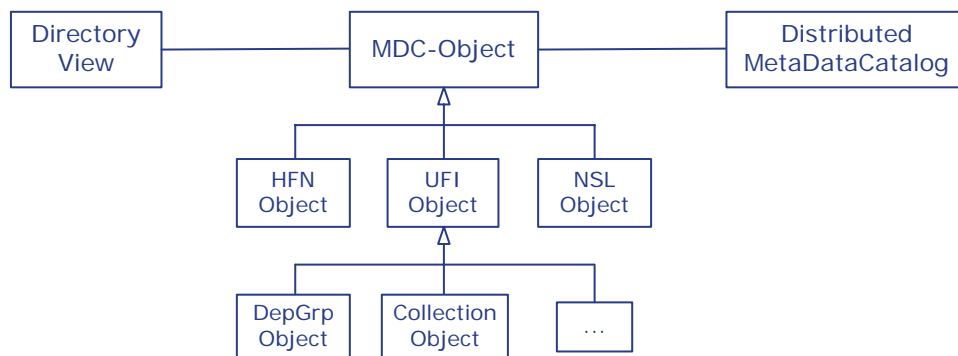 Directory
View
MDC-Object
Distributed
MetaDataCatalog
HFN
Object
UFI
Object
NSL
Object
DepGrp
Object
Collection
Object
...